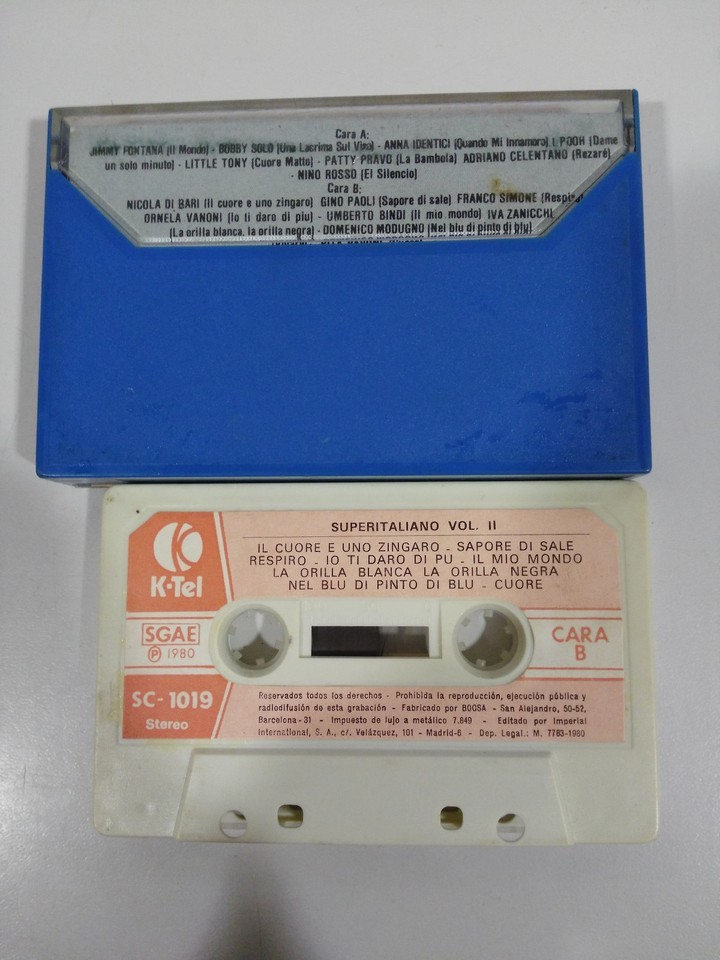 Cara A:
JIMMY FONTANA (Il Mondo) - BOBBY SOLO (Una Lacrima Sul Viso) - ANNA IDENTICI (Quando Mi Innamoro) I POOH (Dame
un solo minuto) - LITTLE TONY (Cuore Matto) - PATTY PRAVO (La Bambola) ADRIANO CELENTANO (Rezaré)
- NINO ROSSO (El Silencio)
Cara B:
NICOLA DI BARI (Il cuore e uno zingaro) GINO PAOLI (Sapore di sale) FRANCO SIMONE
ORNELA VANONI (Io ti daro di piu) - UMBERTO BINDI (Il mio mondo) IVA ZANICCHI
(La orilla blanca, la orilla negra) - DOMENICO MODUGNO (Nel blu di pinto di blu)
K-Tel
SUPERITALIANO VOL. II
IL CUORE E UNO ZINGARO - SAPORE DI SALE
RESPIRO - IO TI DARO DI PU - IL MIO MONDO
LA ORILLA BLANCA LA ORILLA NEGRA
NEL BLU DI PINTO DI BLU - CUORE
SGAE
Ⓟ 1980
CARA
B
SC-1019
Stereo
Reservados todos los derechos - Prohibida la reproducción, ejecución pública y
radiodifusión de esta grabación - Fabricado por BOGSA - San Alejandro, 50-52,
Barcelona-31 - Impuesto de lujo a metálico 7.849 - Editado por Imperial
International, S. A., c/. Velázquez, 101 - Madrid-6 - Dep. Legal.: M. 7783-1980